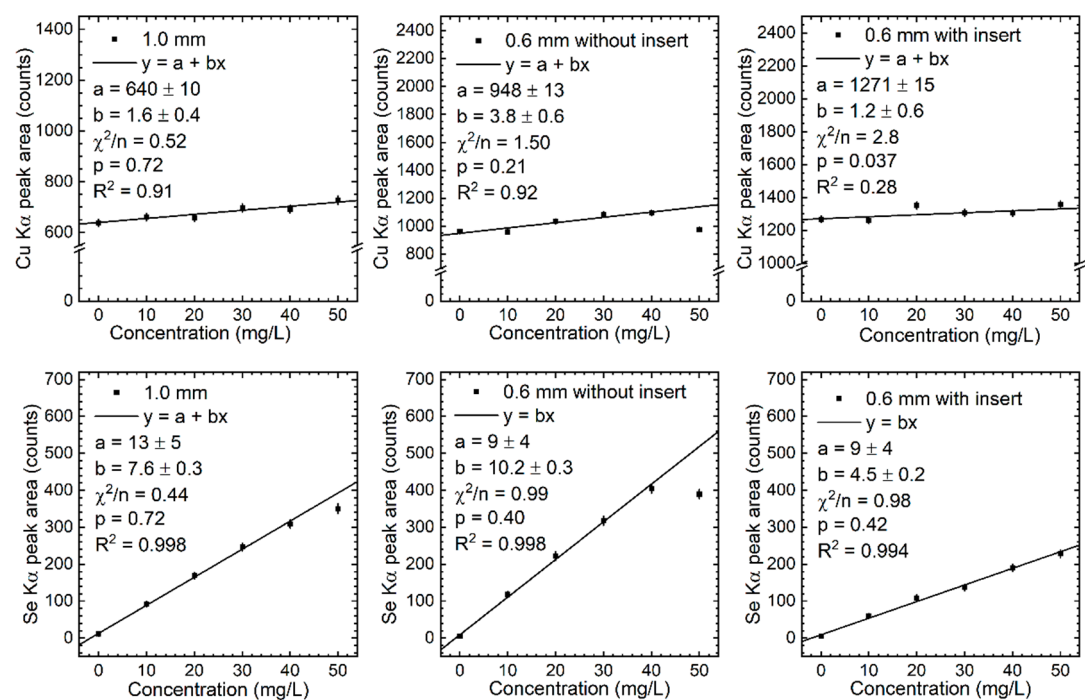 Cu Kα peak area (counts)
1400
1200
1000
800
600
0
1.0 mm
y = a + bx
a = 640 ± 10
b = 1.6 ± 0.4
χ²/n = 0.52
p = 0.72
R² = 0.91
0 10 20 30 40 50
Concentration (mg/L)
Cu Kα peak area (counts)
2400
2200
2000
1800
1600
1400
1200
1000
800
0
0.6 mm without insert
y = a + bx
a = 948 ± 13
b = 3.8 ± 0.6
χ²/n = 1.50
p = 0.21
R² = 0.92
0 10 20 30 40 50
Concentration (mg/L)
Cu Kα peak area (counts)
2400
2200
2000
1800
1600
1400
1200
1000
0
0.6 mm with insert
y = a + bx
a = 1271 ± 15
b = 1.2 ± 0.6
χ²/n = 2.8
p = 0.037
R² = 0.28
0 10 20 30 40 50
Concentration (mg/L)
Se Kα peak area (counts)
700
600
500
400
300
200
100
0
1.0 mm
y = a + bx
a = 13 ± 5
b = 7.6 ± 0.3
χ²/n = 0.44
p = 0.72
R² = 0.998
0 10 20 30 40 50
Concentration (mg/L)
Se Kα peak area (counts)
700
600
500
400
300
200
100
0
0.6 mm without insert
y = bx
a = 9 ± 4
b = 10.2 ± 0.3
χ²/n = 0.99
p = 0.40
R² = 0.998
0 10 20 30 40 50
Concentration (mg/L)
Se Kα peak area (counts)
700
600
500
400
300
200
100
0
0.6 mm with insert
y = bx
a = 9 ± 4
b = 4.5 ± 0.2
χ²/n = 0.98
p = 0.42
R² = 0.994
0 10 20 30 40 50
Concentration (mg/L)